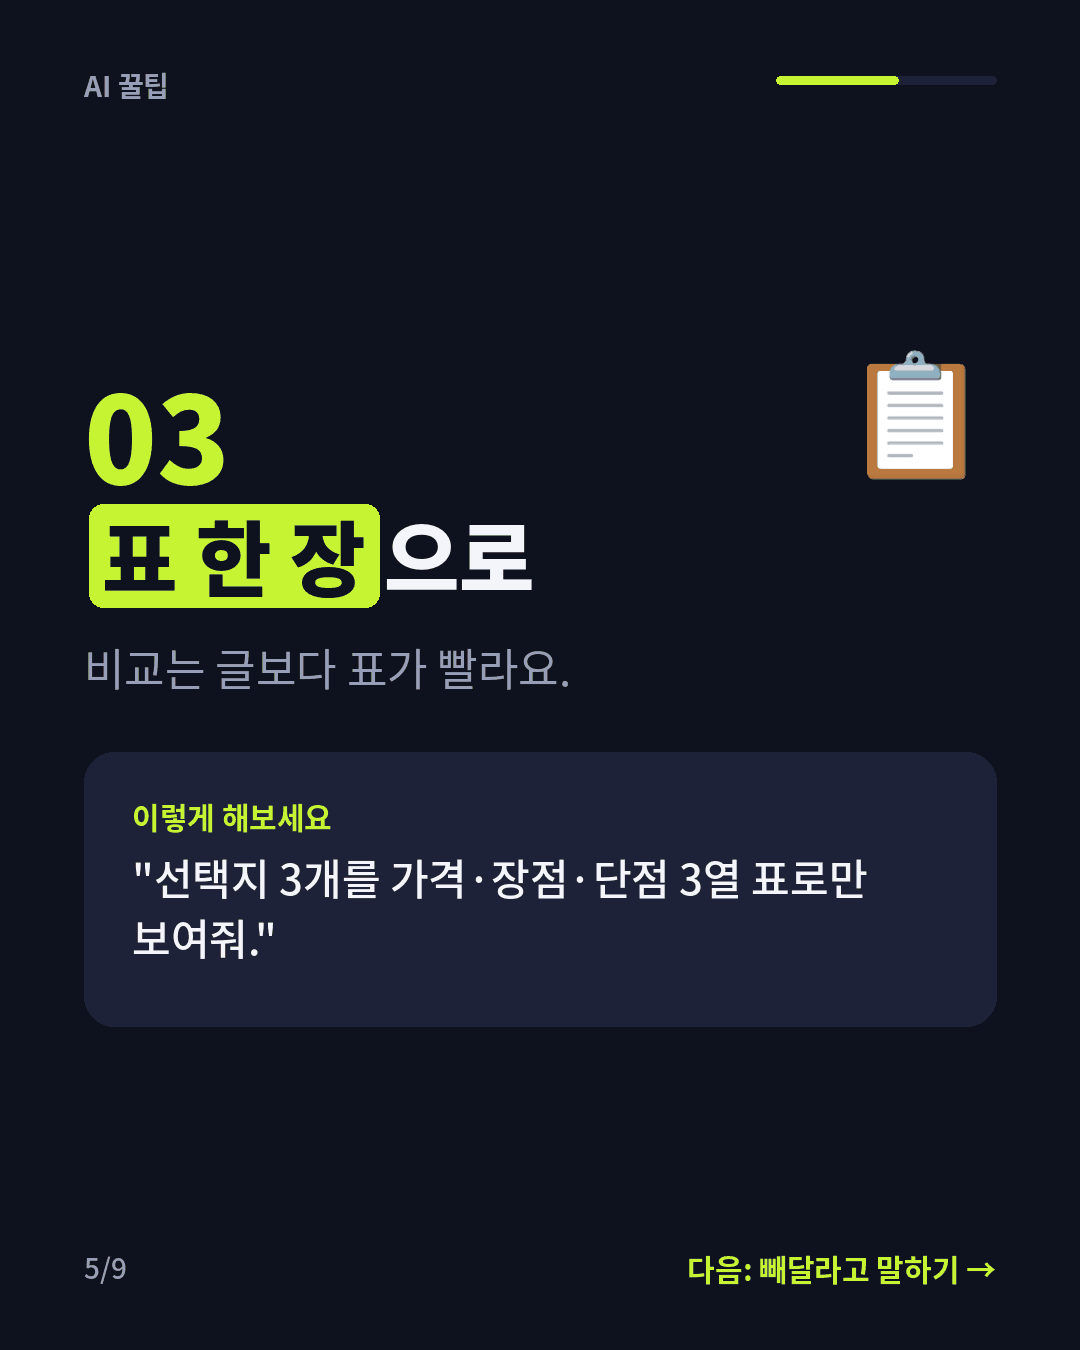 AI 꿀팁
03
표 한 장으로
비교는 글보다 표가 빨라요.
이렇게 해보세요
"선택지 3개를 가격·장점·단점 3열 표로만
보여줘."
5/9
다음: 빼달라고 말하기 →